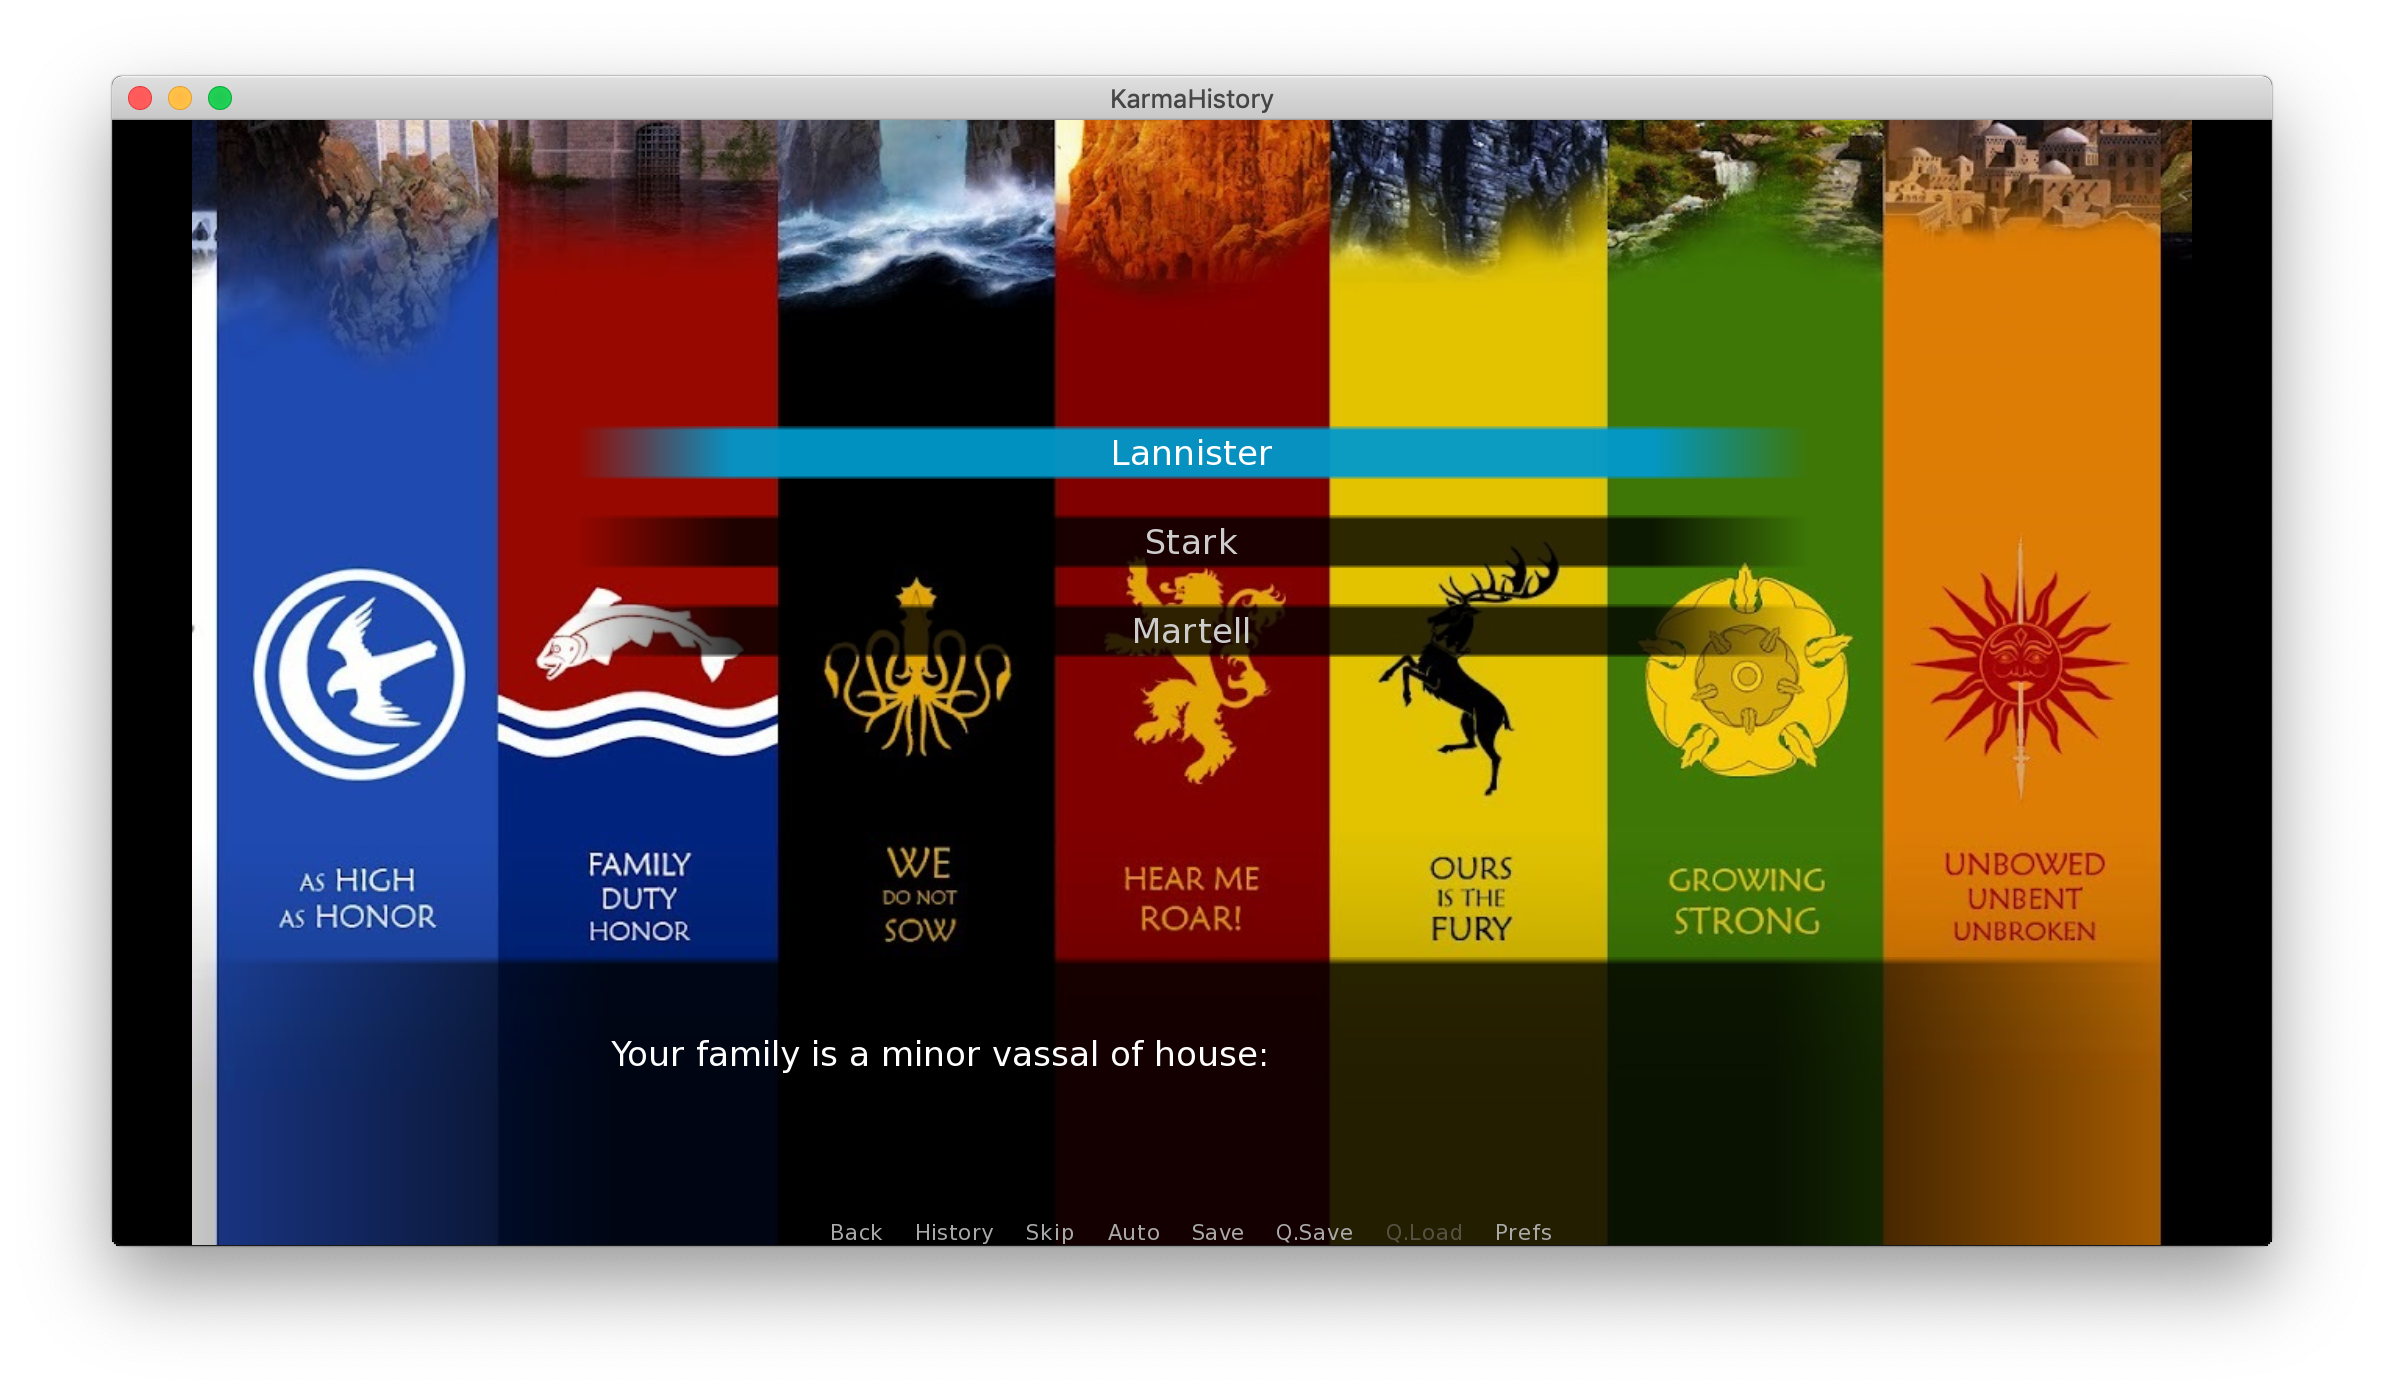 KarmaHistory
Lannister
Stark
Martell
AS HIGH
AS HONOR
FAMILY
DUTY
HONOR
WE
DO NOT
SOW
HEAR ME
ROAR!
OURS
IS THE
FURY
GROWING
STRONG
UNBOWED
UNBENT
UNBROKEN
Your family is a minor vassal of house:
Back History Skip Auto Save Q.Save Q.Load Prefs